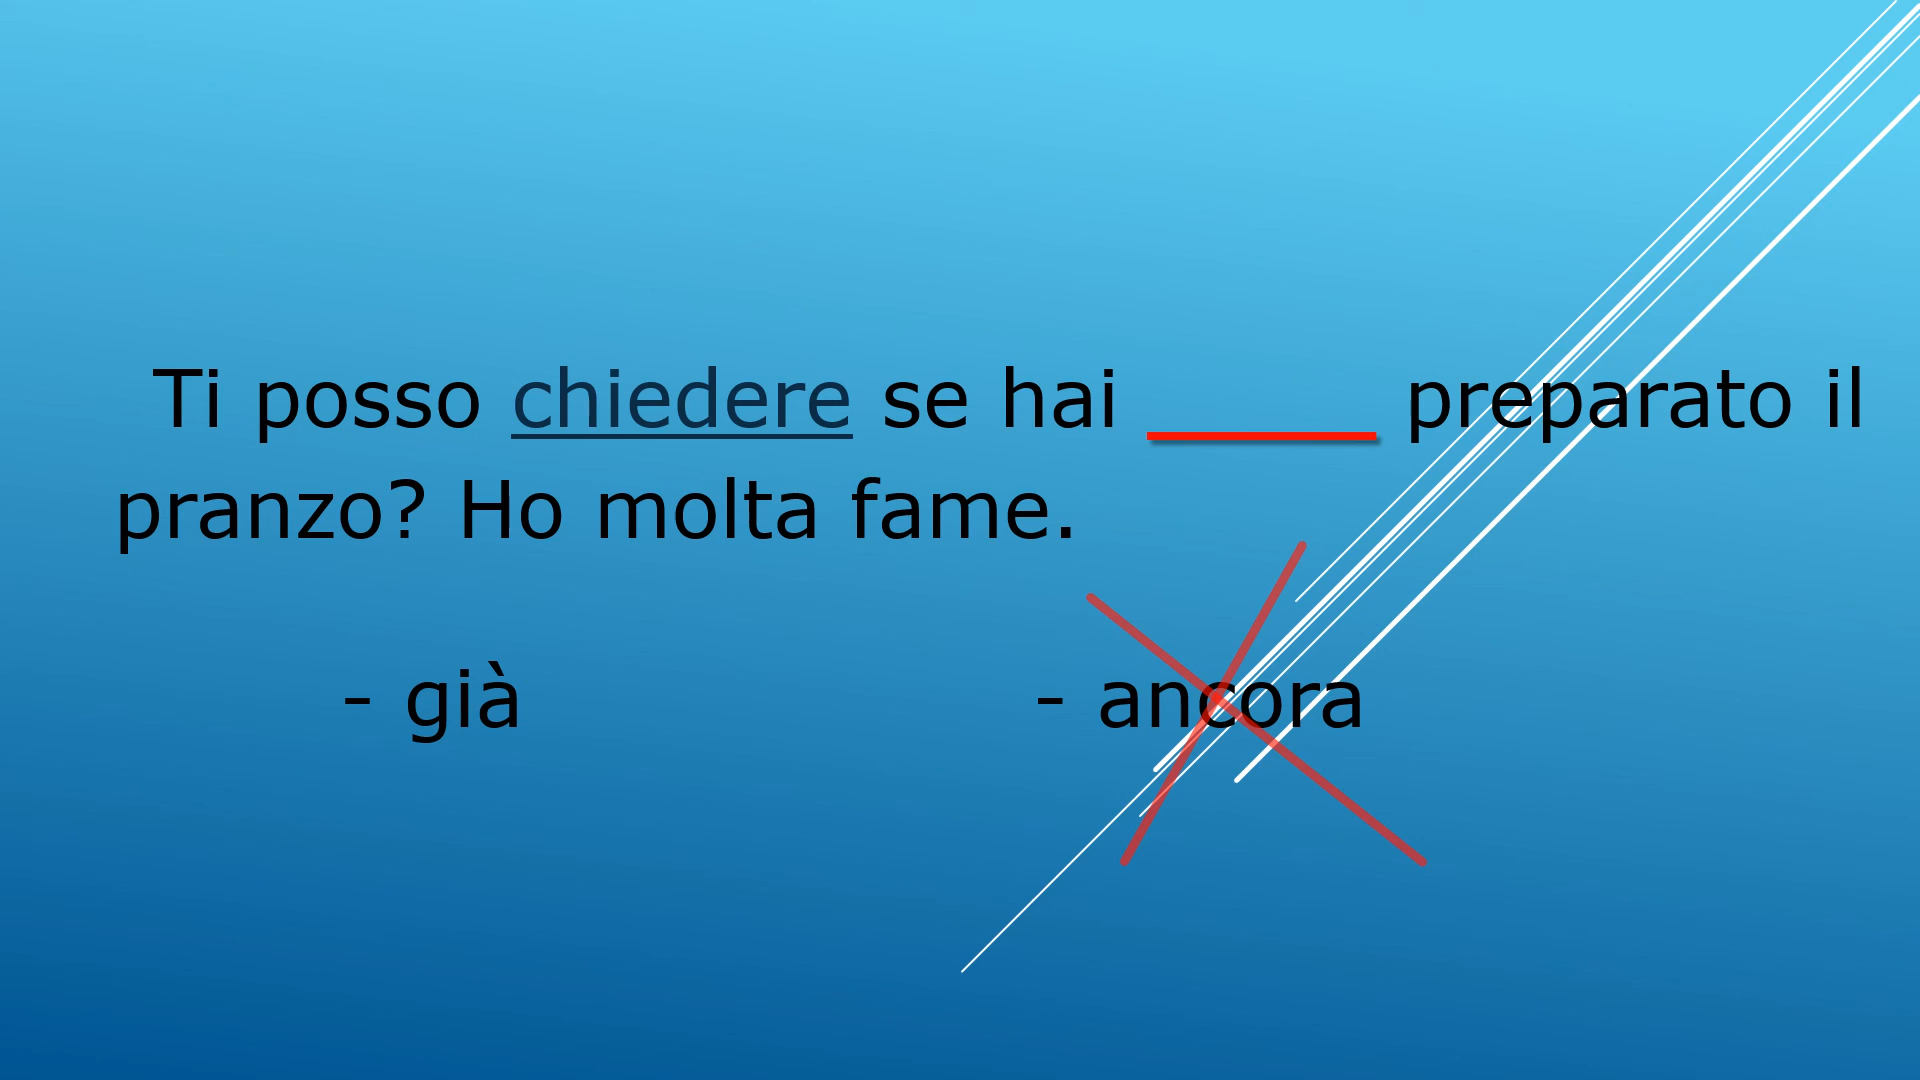 Ti posso chiedere se hai _____ preparato il
pranzo? Ho molta fame.
- già - ancora